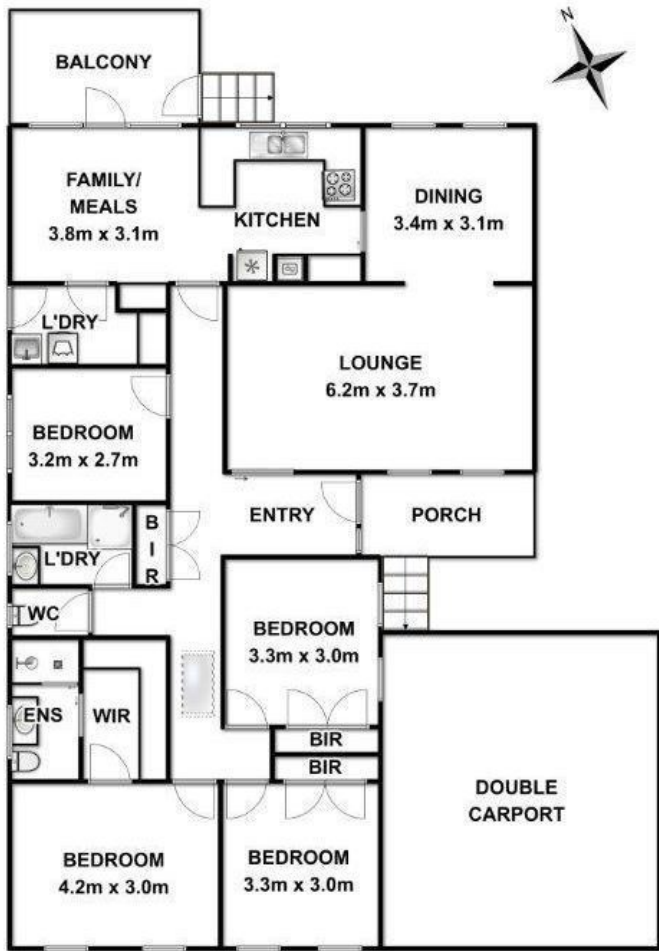 N
BALCONY
FAMILY/
MEALS
3.8m x 3.1m
KITCHEN
DINING
3.4m x 3.1m
L'DRY
LOUNGE
6.2m x 3.7m
BEDROOM
3.2m x 2.7m
B
I
R
ENTRY
PORCH
L'DRY
WC
BEDROOM
3.3m x 3.0m
ENS
WIR
BIR
BIR
DOUBLE
CARPORT
BEDROOM
4.2m x 3.0m
BEDROOM
3.3m x 3.0m